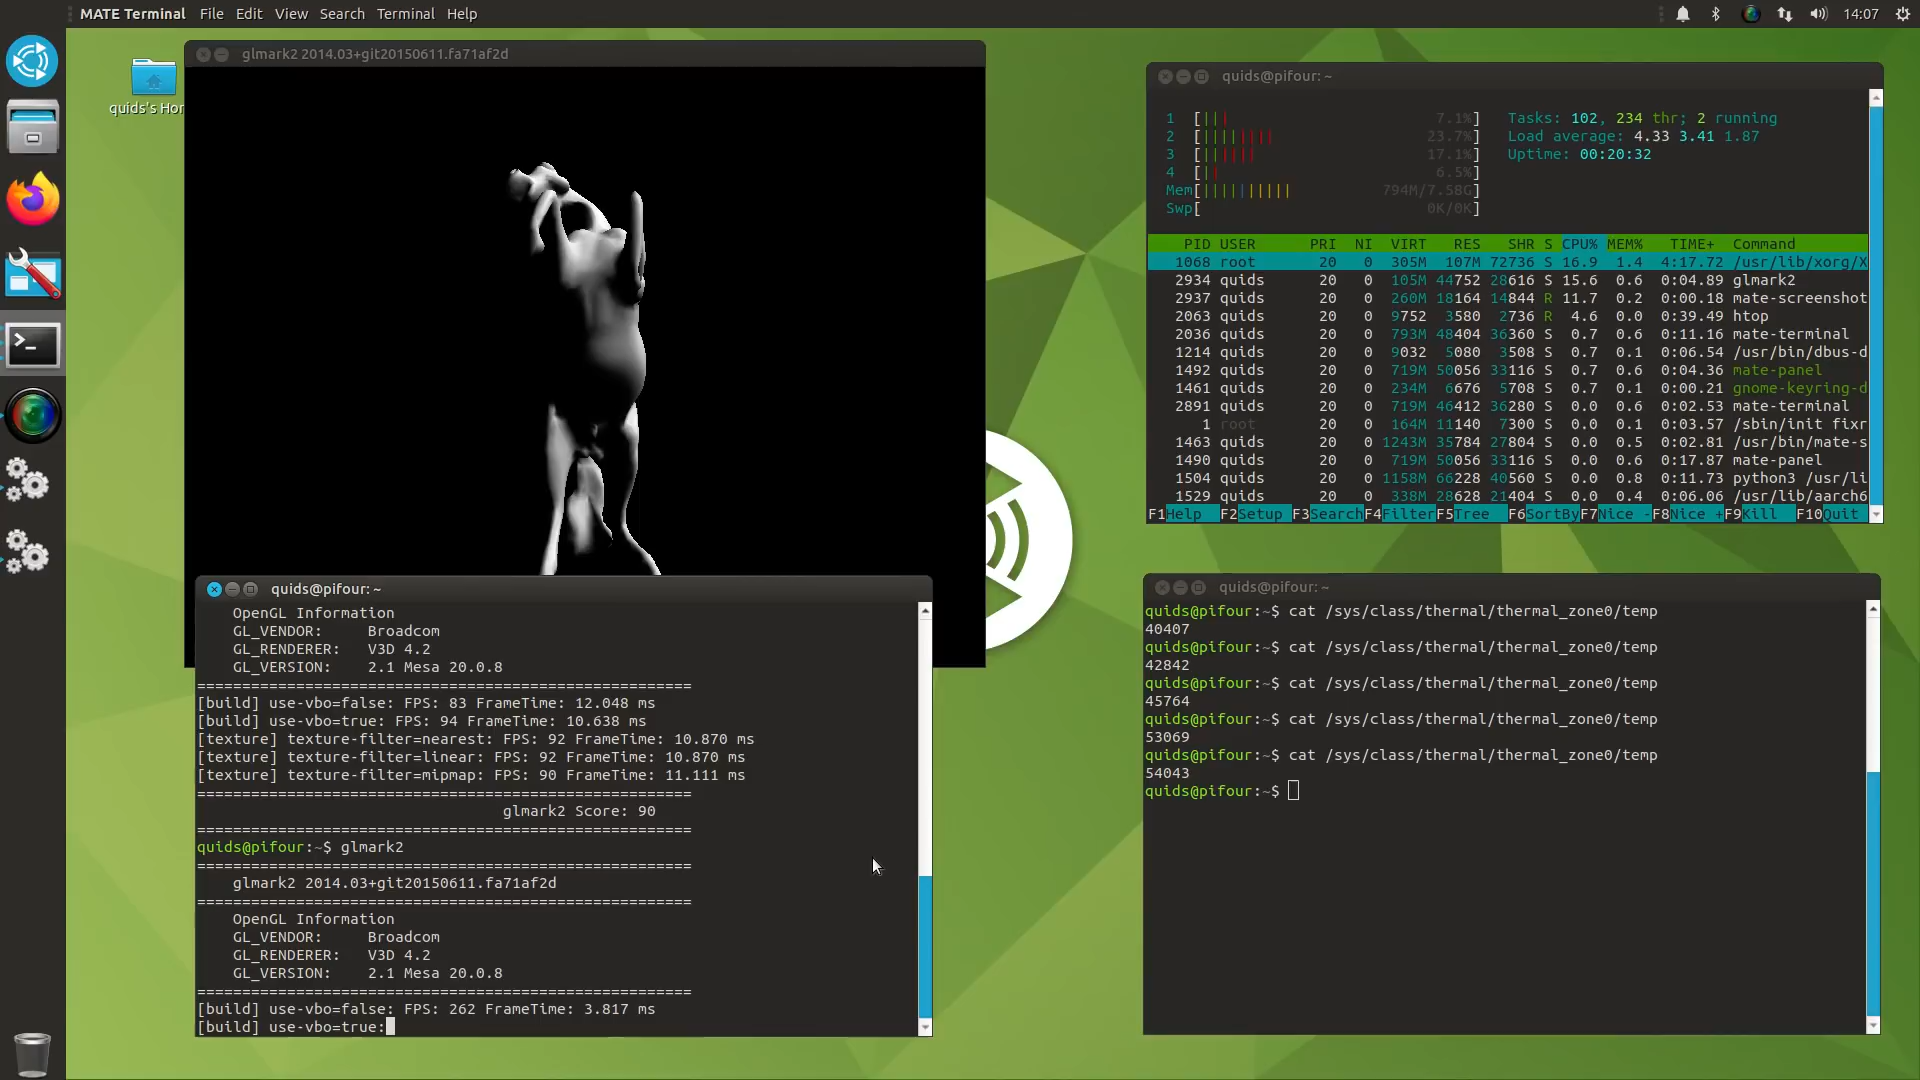 MATE Terminal File Edit View Search Terminal Help 14:07
quids's Hor
glmark2 2014.03+git20150611.fa71af2d
quids@pifour: ~
1 [||| 7.1%] Tasks: 102, 234 thr; 2 running
2 [|||||||| 23.7%] Load average: 4.33 3.41 1.87
3 [|||||| 17.1%] Uptime: 00:20:32
4 [|| 6.5%]
Mem[|||||||||| 794M/7.58G]
Swp[ 0K/0K]
PID USER PRI NI VIRT RES SHR S CPU% MEM% TIME+ Command
1068 root 20 0 305M 107M 72736 S 16.9 1.4 4:17.72 /usr/lib/xorg/X
2934 quids 20 0 105M 44752 28616 S 15.6 0.6 0:04.89 glmark2
2937 quids 20 0 260M 18164 14844 R 11.7 0.2 0:00.18 mate-screenshot
2063 quids 20 0 9752 3580 2736 R 4.6 0.0 0:39.49 htop
2036 quids 20 0 793M 48404 36360 S 0.7 0.6 0:11.16 mate-terminal
1214 quids 20 0 9032 5080 3508 S 0.7 0.1 0:06.54 /usr/bin/dbus-d
1492 quids 20 0 719M 50056 33116 S 0.7 0.6 0:04.36 mate-panel
1461 quids 20 0 234M 6676 5708 S 0.7 0.1 0:00.21 gnome-keyring-d
2891 quids 20 0 719M 46412 36280 S 0.0 0.6 0:02.53 mate-terminal
1 root 20 0 164M 11140 7300 S 0.0 0.1 0:03.57 /sbin/init fixr
1463 quids 20 0 1243M 35784 27804 S 0.0 0.5 0:02.81 /usr/bin/mate-s
1490 quids 20 0 719M 50056 33116 S 0.0 0.6 0:17.87 mate-panel
1504 quids 20 0 1158M 66228 40560 S 0.0 0.8 0:11.73 python3 /usr/li
1529 quids 20 0 338M 28628 21404 S 0.0 0.4 0:06.06 /usr/lib/aarch6
F1Help F2Setup F3SearchF4FilterF5Tree F6SortByF7Nice -F8Nice +F9Kill F10Quit
quids@pifour: ~
OpenGL Information
GL_VENDOR: Broadcom
GL_RENDERER: V3D 4.2
GL_VERSION: 2.1 Mesa 20.0.8
=======================================================
[build] use-vbo=false: FPS: 83 FrameTime: 12.048 ms
[build] use-vbo=true: FPS: 94 FrameTime: 10.638 ms
[texture] texture-filter=nearest: FPS: 92 FrameTime: 10.870 ms
[texture] texture-filter=linear: FPS: 92 FrameTime: 10.870 ms
[texture] texture-filter=mipmap: FPS: 90 FrameTime: 11.111 ms
=======================================================
glmark2 Score: 90
=======================================================
quids@pifour:~$ glmark2
=======================================================
glmark2 2014.03+git20150611.fa71af2d
=======================================================
OpenGL Information
GL_VENDOR: Broadcom
GL_RENDERER: V3D 4.2
GL_VERSION: 2.1 Mesa 20.0.8
=======================================================
[build] use-vbo=false: FPS: 262 FrameTime: 3.817 ms
[build] use-vbo=true:
quids@pifour: ~
quids@pifour:~$ cat /sys/class/thermal/thermal_zone0/temp
40407
quids@pifour:~$ cat /sys/class/thermal/thermal_zone0/temp
42842
quids@pifour:~$ cat /sys/class/thermal/thermal_zone0/temp
45764
quids@pifour:~$ cat /sys/class/thermal/thermal_zone0/temp
53069
quids@pifour:~$ cat /sys/class/thermal/thermal_zone0/temp
54043
quids@pifour:~$